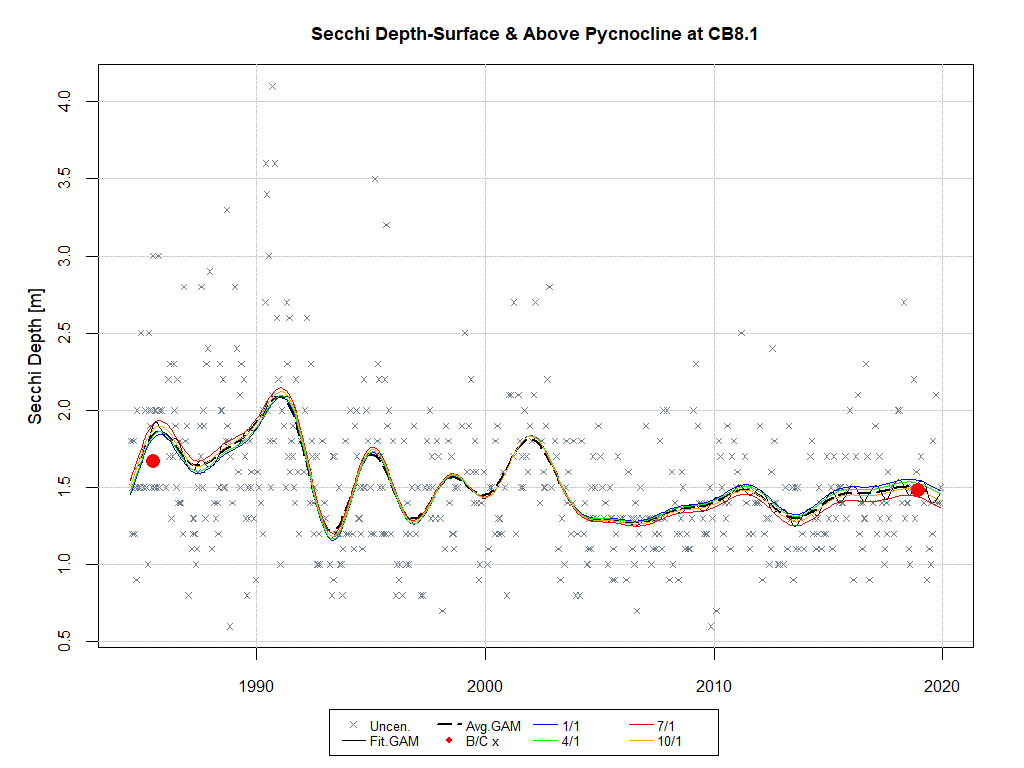 Secchi Depth-Surface & Above Pycnocline at CB8.1
Secchi Depth [m]
4.0
3.5
3.0
2.5
2.0
1.5
1.0
0.5
1990 2000 2010 2020
Uncen. Avg.GAM 1/1 7/1
Fit.GAM B/C x 4/1 10/1